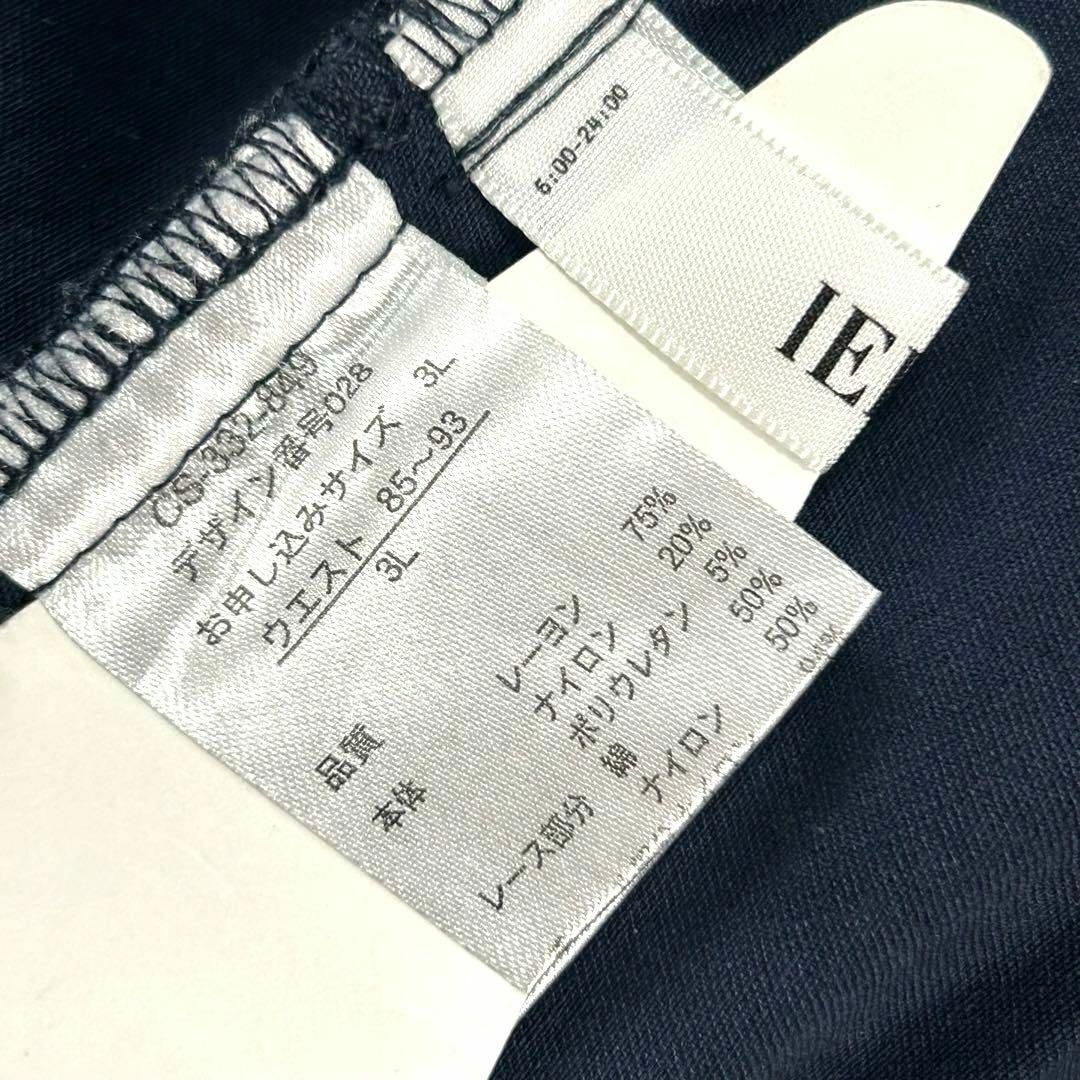 6:00-24:00
IE
CS-332-849
デザイン番号028
お申し込みサイズ 3L
ウエスト 85～93
3L
品質
本体 レーヨン 75%
ナイロン 20%
ポリウレタン 5%
レース部分 綿 50%
ナイロン 50%